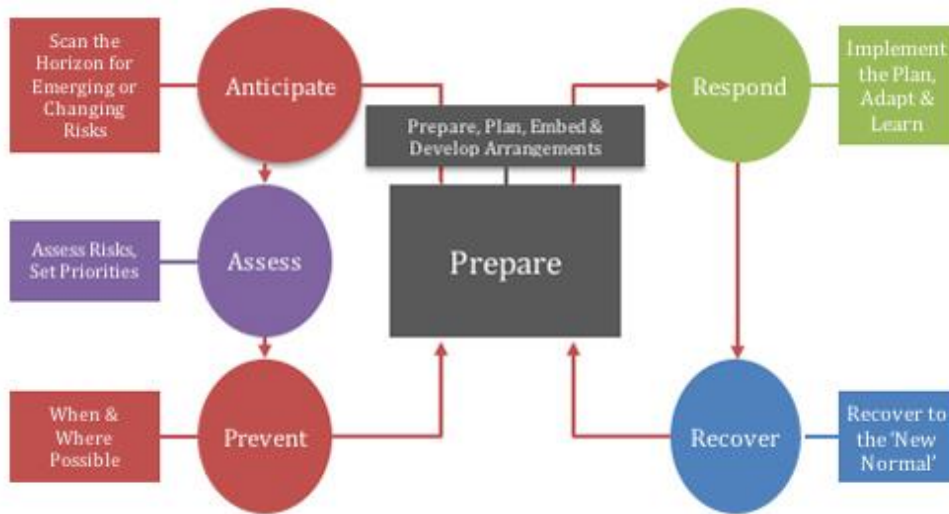 Scan the
Horizon for
Emerging or
Changing
Risks
Anticipate
Prepare, Plan, Embed &
Develop Arrangements
Respond
Implement
the Plan,
Adapt &
Learn
Assess Risks,
Set Priorities
Assess
Prepare
When &
Where
Possible
Prevent
Recover
Recover to
the ‘New
Normal’